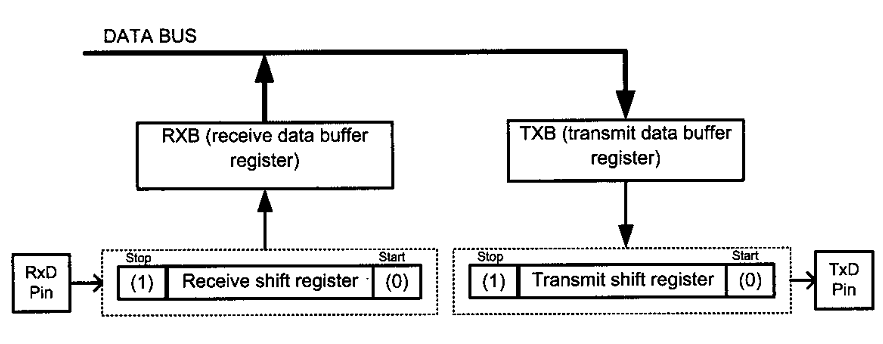 DATA BUS
RXB (receive data buffer
register)
TXB (transmit data buffer
register)
Stop
Start
RxD
Pin
(1)
Receive shift register
(0)
Stop
Start
(1)
Transmit shift register
(0)
TxD
Pin